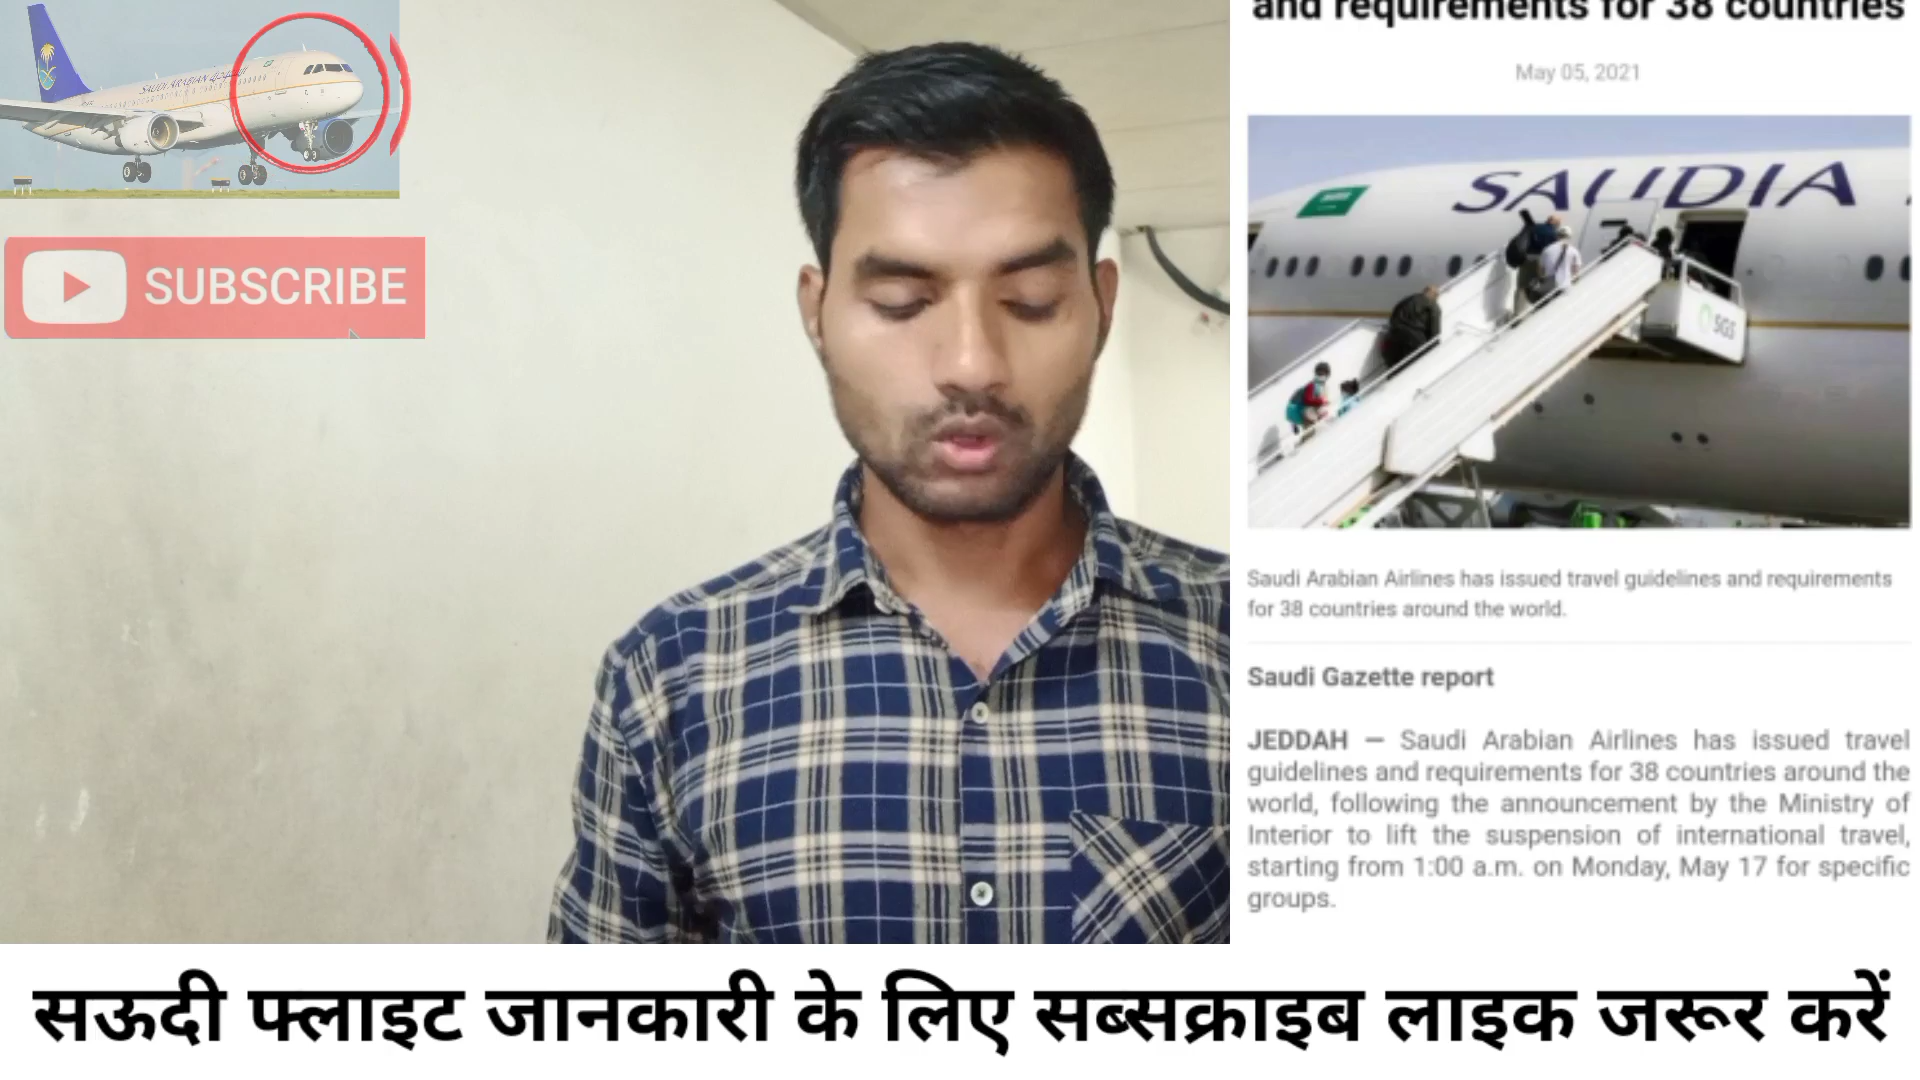 SAUDI ARABIAN السعودية
SUBSCRIBE
and requirements for 38 countries
May 05, 2021
SAUDIA
SGS
Saudi Arabian Airlines has issued travel guidelines and requirements
for 38 countries around the world.
Saudi Gazette report
JEDDAH — Saudi Arabian Airlines has issued travel
guidelines and requirements for 38 countries around the
world, following the announcement by the Ministry of
Interior to lift the suspension of international travel,
starting from 1:00 a.m. on Monday, May 17 for specific
groups.
सऊदी फ्लाइट जानकारी के लिए सब्सक्राइब लाइक जरूर करें